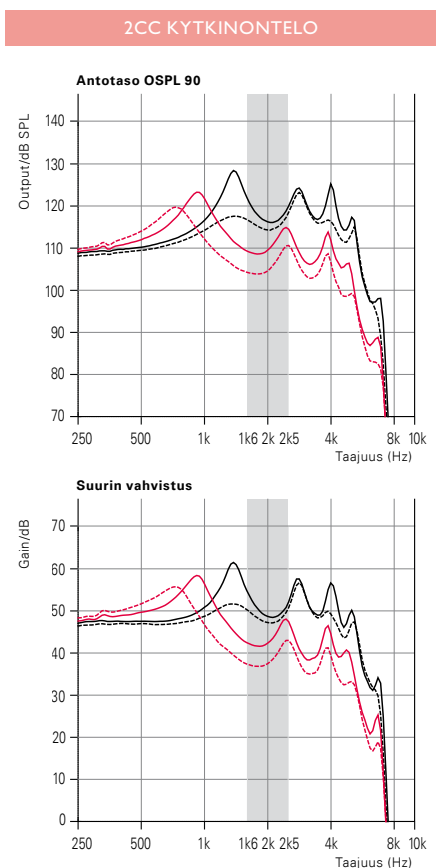 2CC KYTKINONTELO
Antotaso OSPL 90
Output/dB SPL
140
130
120
110
100
90
80
70
250 500 1k 1k6 2k 2k5 4k 8k 10k
Taajuus (Hz)
Suurin vahvistus
Gain/dB
70
60
50
40
30
20
10
0
250 500 1k 1k6 2k 2k5 4k 8k 10k
Taajuus (Hz)